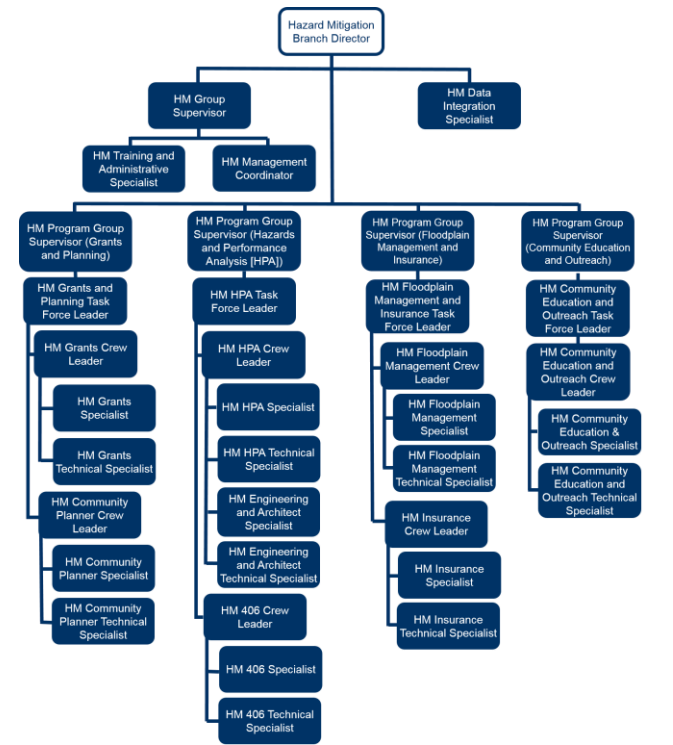 Hazard Mitigation
Branch Director
HM Group
Supervisor
HM Data
Integration
Specialist
HM Training and
Administrative
Specialist
HM Management
Coordinator
HM Program Group
Supervisor (Grants
and Planning)
HM Grants and
Planning Task
Force Leader
HM Grants Crew
Leader
HM Grants
Specialist
HM Grants
Technical Specialist
HM Community
Planner Crew
Leader
HM Community
Planner Specialist
HM Community
Planner Technical
Specialist
HM Program Group
Supervisor (Hazards
and Performance
Analysis [HPA])
HM HPA Task
Force Leader
HM HPA Crew
Leader
HM HPA Specialist
HM HPA Technical
Specialist
HM Engineering
and Architect
Specialist
HM Engineering
and Architect
Technical Specialist
HM 406 Crew
Leader
HM 406 Specialist
HM 406 Technical
Specialist
HM Program Group
Supervisor (Floodplain
Management and
Insurance)
HM Floodplain
Management and
Insurance Task
Force Leader
HM Floodplain
Management Crew
Leader
HM Floodplain
Management
Specialist
HM Floodplain
Management
Technical Specialist
HM Insurance
Crew Leader
HM Insurance
Specialist
HM Insurance
Technical Specialist
HM Program Group
Supervisor
(Community Education
and Outreach)
HM Community
Education and
Outreach Task
Force Leader
HM Community
Education and
Outreach Crew
Leader
HM Community
Education &
Outreach Specialist
HM Community
Education and
Outreach Technical
Specialist